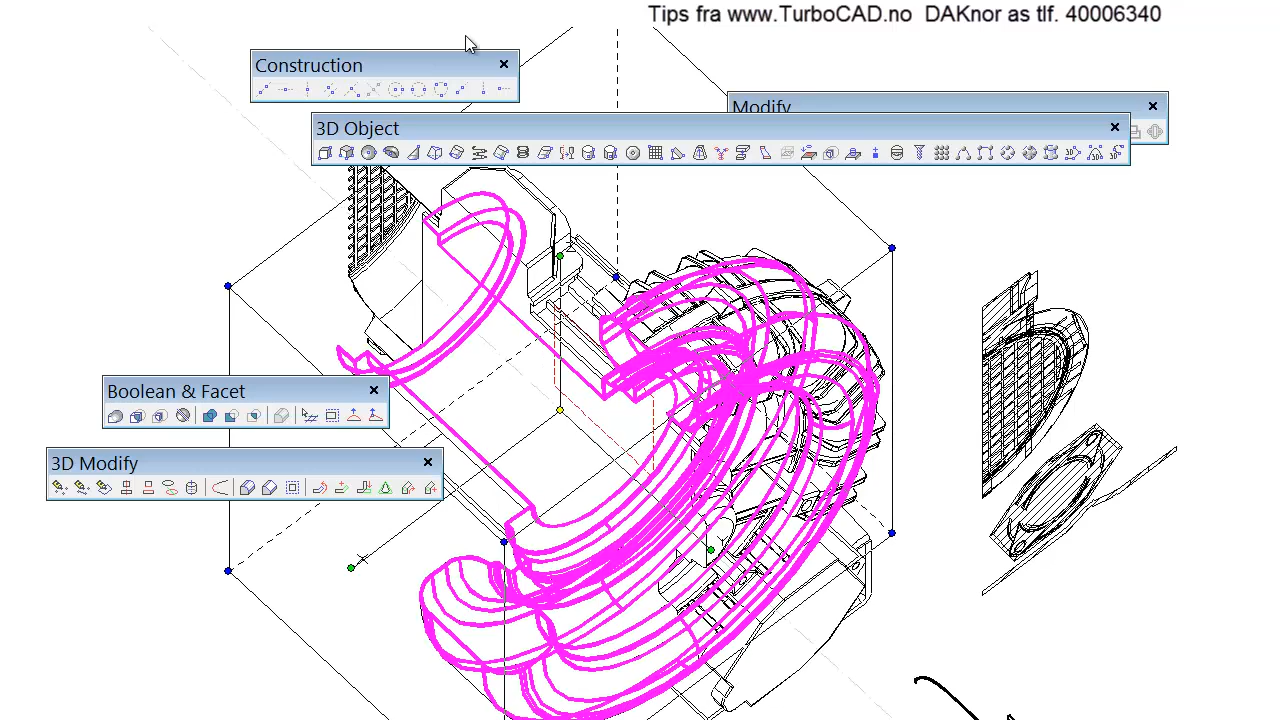 Tips fra www.TurboCAD.no  DAKnor as tlf. 40006340
Construction
Modify
3D Object
Boolean & Facet
3D Modify